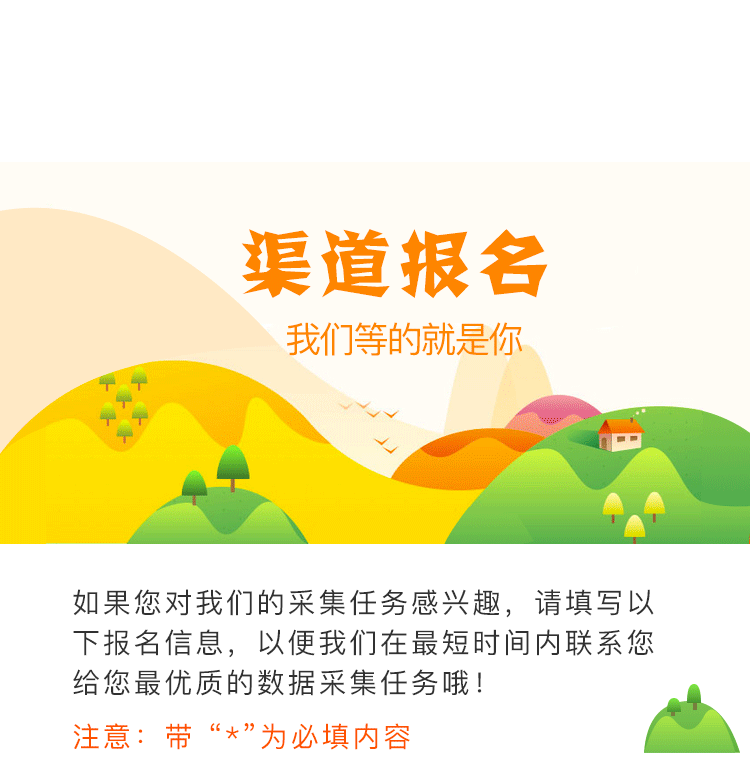 渠道报名
我们等的就是你
如果您对我们的采集任务感兴趣，请填写以
下报名信息，以便我们在最短时间内联系您
给您最优质的数据采集任务哦！
注意：带“*”为必填内容